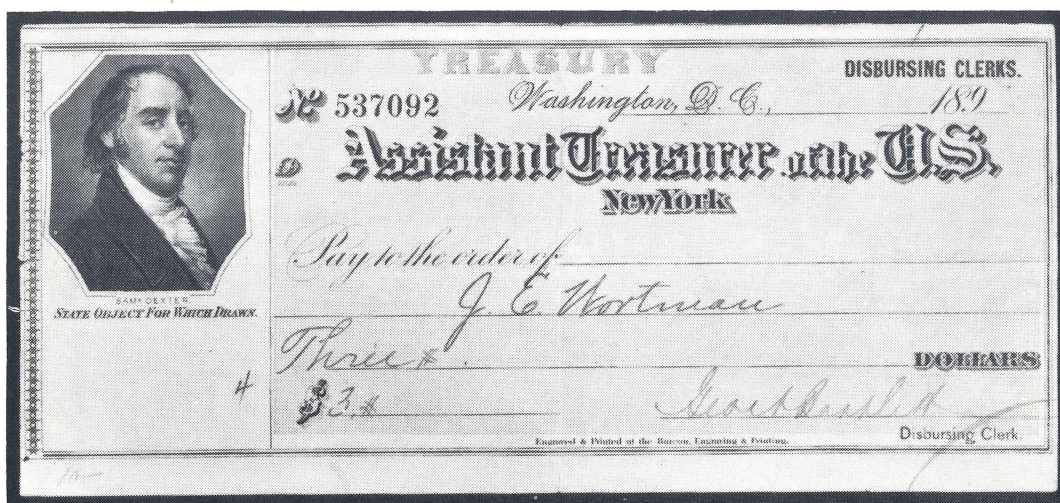 TREASURY
DISBURSING CLERKS.
No 537092 Washington, D. C., 189
Assistant Treasurer of the U.S.
New York
Pay to the order of
J. E. Wortman
Three
DOLLARS
$ 3
Disbursing Clerk.
Engraved & Printed at the Bureau, Engraving & Printing.
SAML DEXTER.
STATE OBJECT FOR WHICH DRAWN.
4